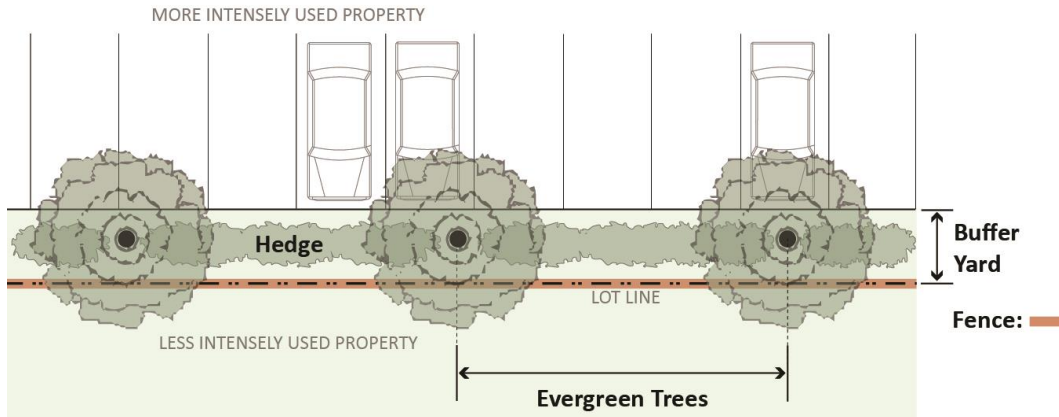 MORE INTENSELY USED PROPERTY
Hedge
Buffer
Yard
LOT LINE
Fence:
LESS INTENSELY USED PROPERTY
Evergreen Trees